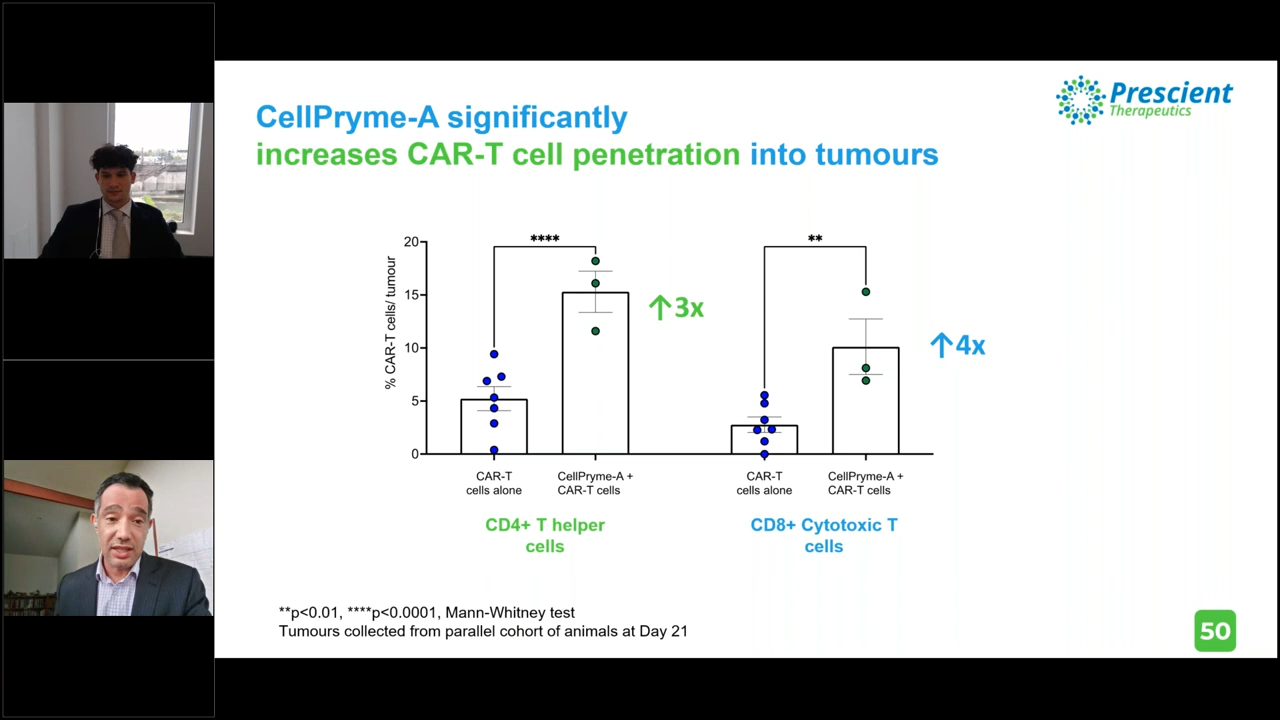 Prescient
Therapeutics
CellPryme-A significantly
increases CAR-T cell penetration into tumours
% CAR-T cells/ tumour
20
15
10
5
0
****
**
↑3x
↑4x
CAR-T
cells alone
CellPryme-A +
CAR-T cells
CAR-T
cells alone
CellPryme-A +
CAR-T cells
CD4+ T helper
cells
CD8+ Cytotoxic T
cells
**p<0.01, ****p<0.0001, Mann-Whitney test
Tumours collected from parallel cohort of animals at Day 21
50